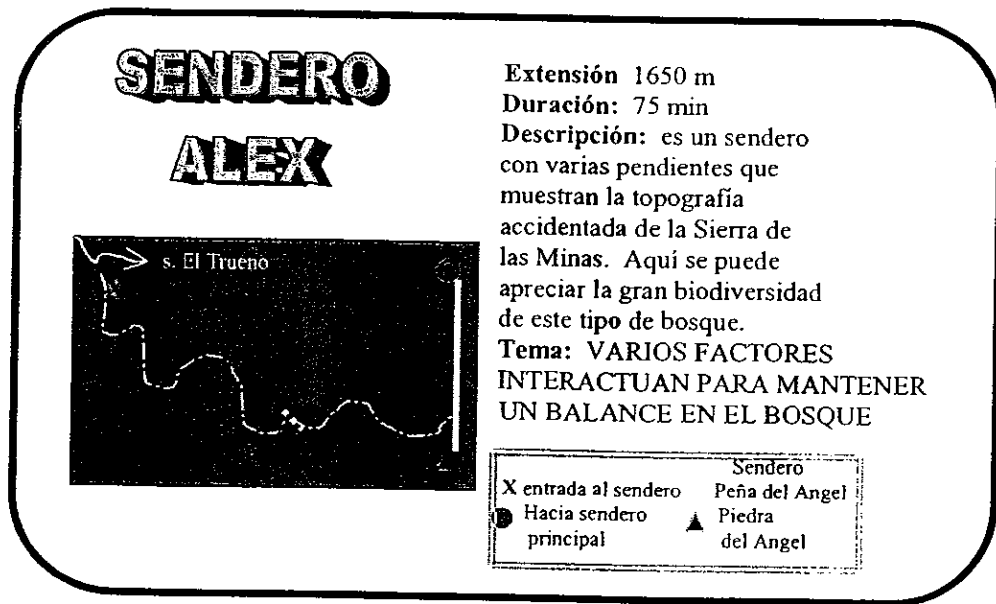 SENDERO
ALEX
s. El Trueno
Extensión 1650 m
Duración: 75 min
Descripción: es un sendero
con varias pendientes que
muestran la topografía
accidentada de la Sierra de
las Minas. Aquí se puede
apreciar la gran biodiversidad
de este tipo de bosque.
Tema: VARIOS FACTORES
INTERACTUAN PARA MANTENER
UN BALANCE EN EL BOSQUE
X entrada al sendero
Hacia sendero
principal
Sendero
Peña del Angel
Piedra
del Angel